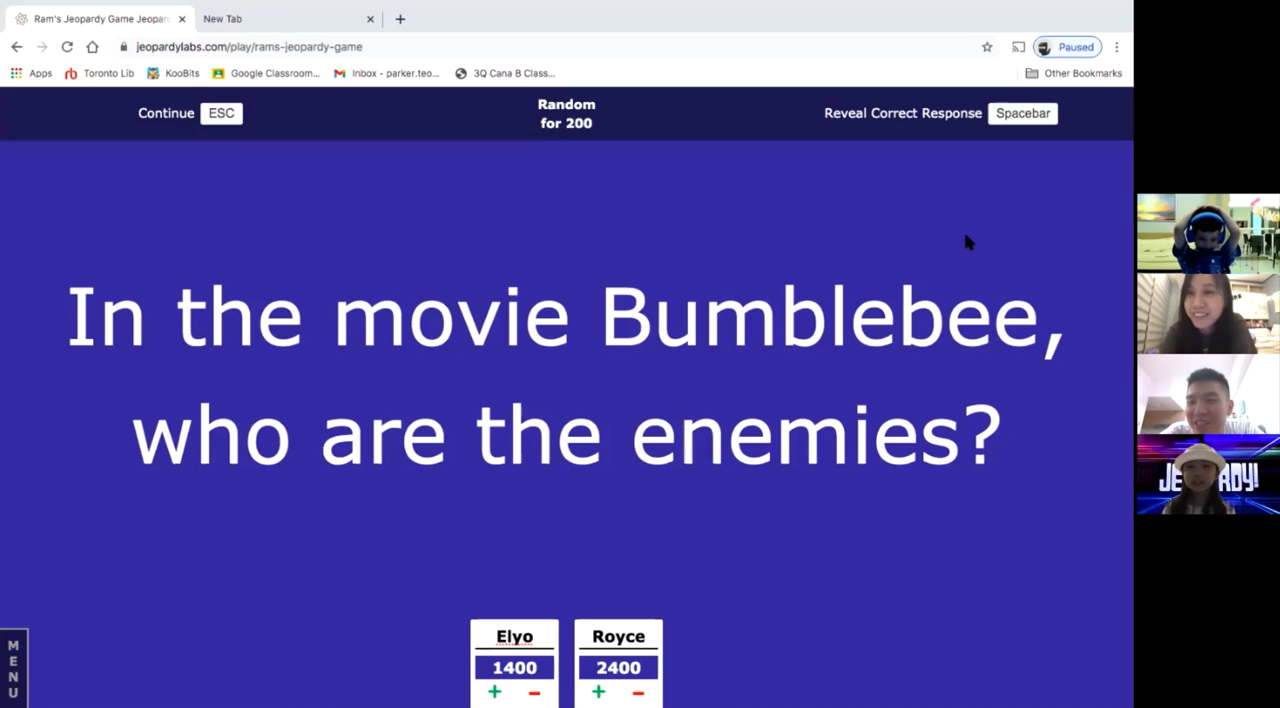 Ram's Jeopardy Game Jeopar
New Tab
jeopardylabs.com/play/rams-jeopardy-game
Paused
Apps
Toronto Lib
KooBits
Google Classroom...
Inbox - parker.teo...
3Q Cana B Class...
Other Bookmarks
Continue ESC
Random
for 200
Reveal Correct Response Spacebar
In the movie Bumblebee,
who are the enemies?
JE RDY!
MENU
Elyo
1400
+ −
Royce
2400
+ −